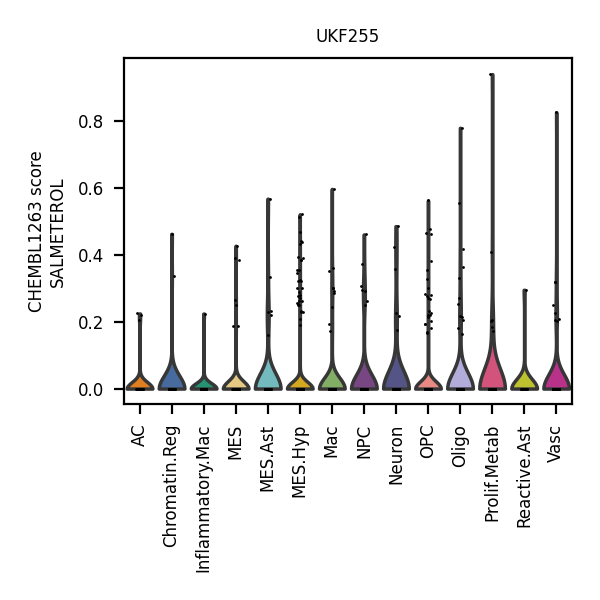 UKF255
CHEMBL1263 score
SALMETEROL
0.8
0.6
0.4
0.2
0.0
AC
Chromatin.Reg
Inflammatory.Mac
MES
MES.Ast
MES.Hyp
Mac
NPC
Neuron
OPC
Oligo
Prolif.Metab
Reactive.Ast
Vasc